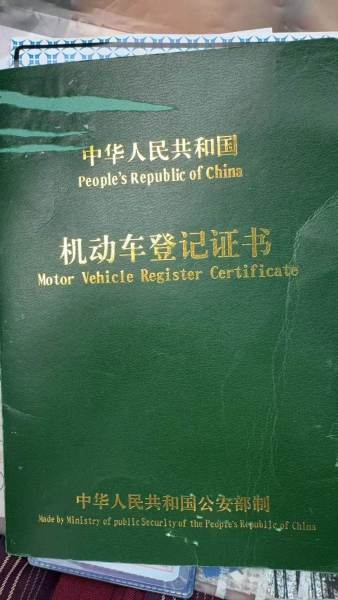 中华人民共和国
People's Republic of China
机动车登记证书
Motor Vehicle Register Certificate
中华人民共和国公安部制
Made by Ministry of public Security of the People's Republic of China